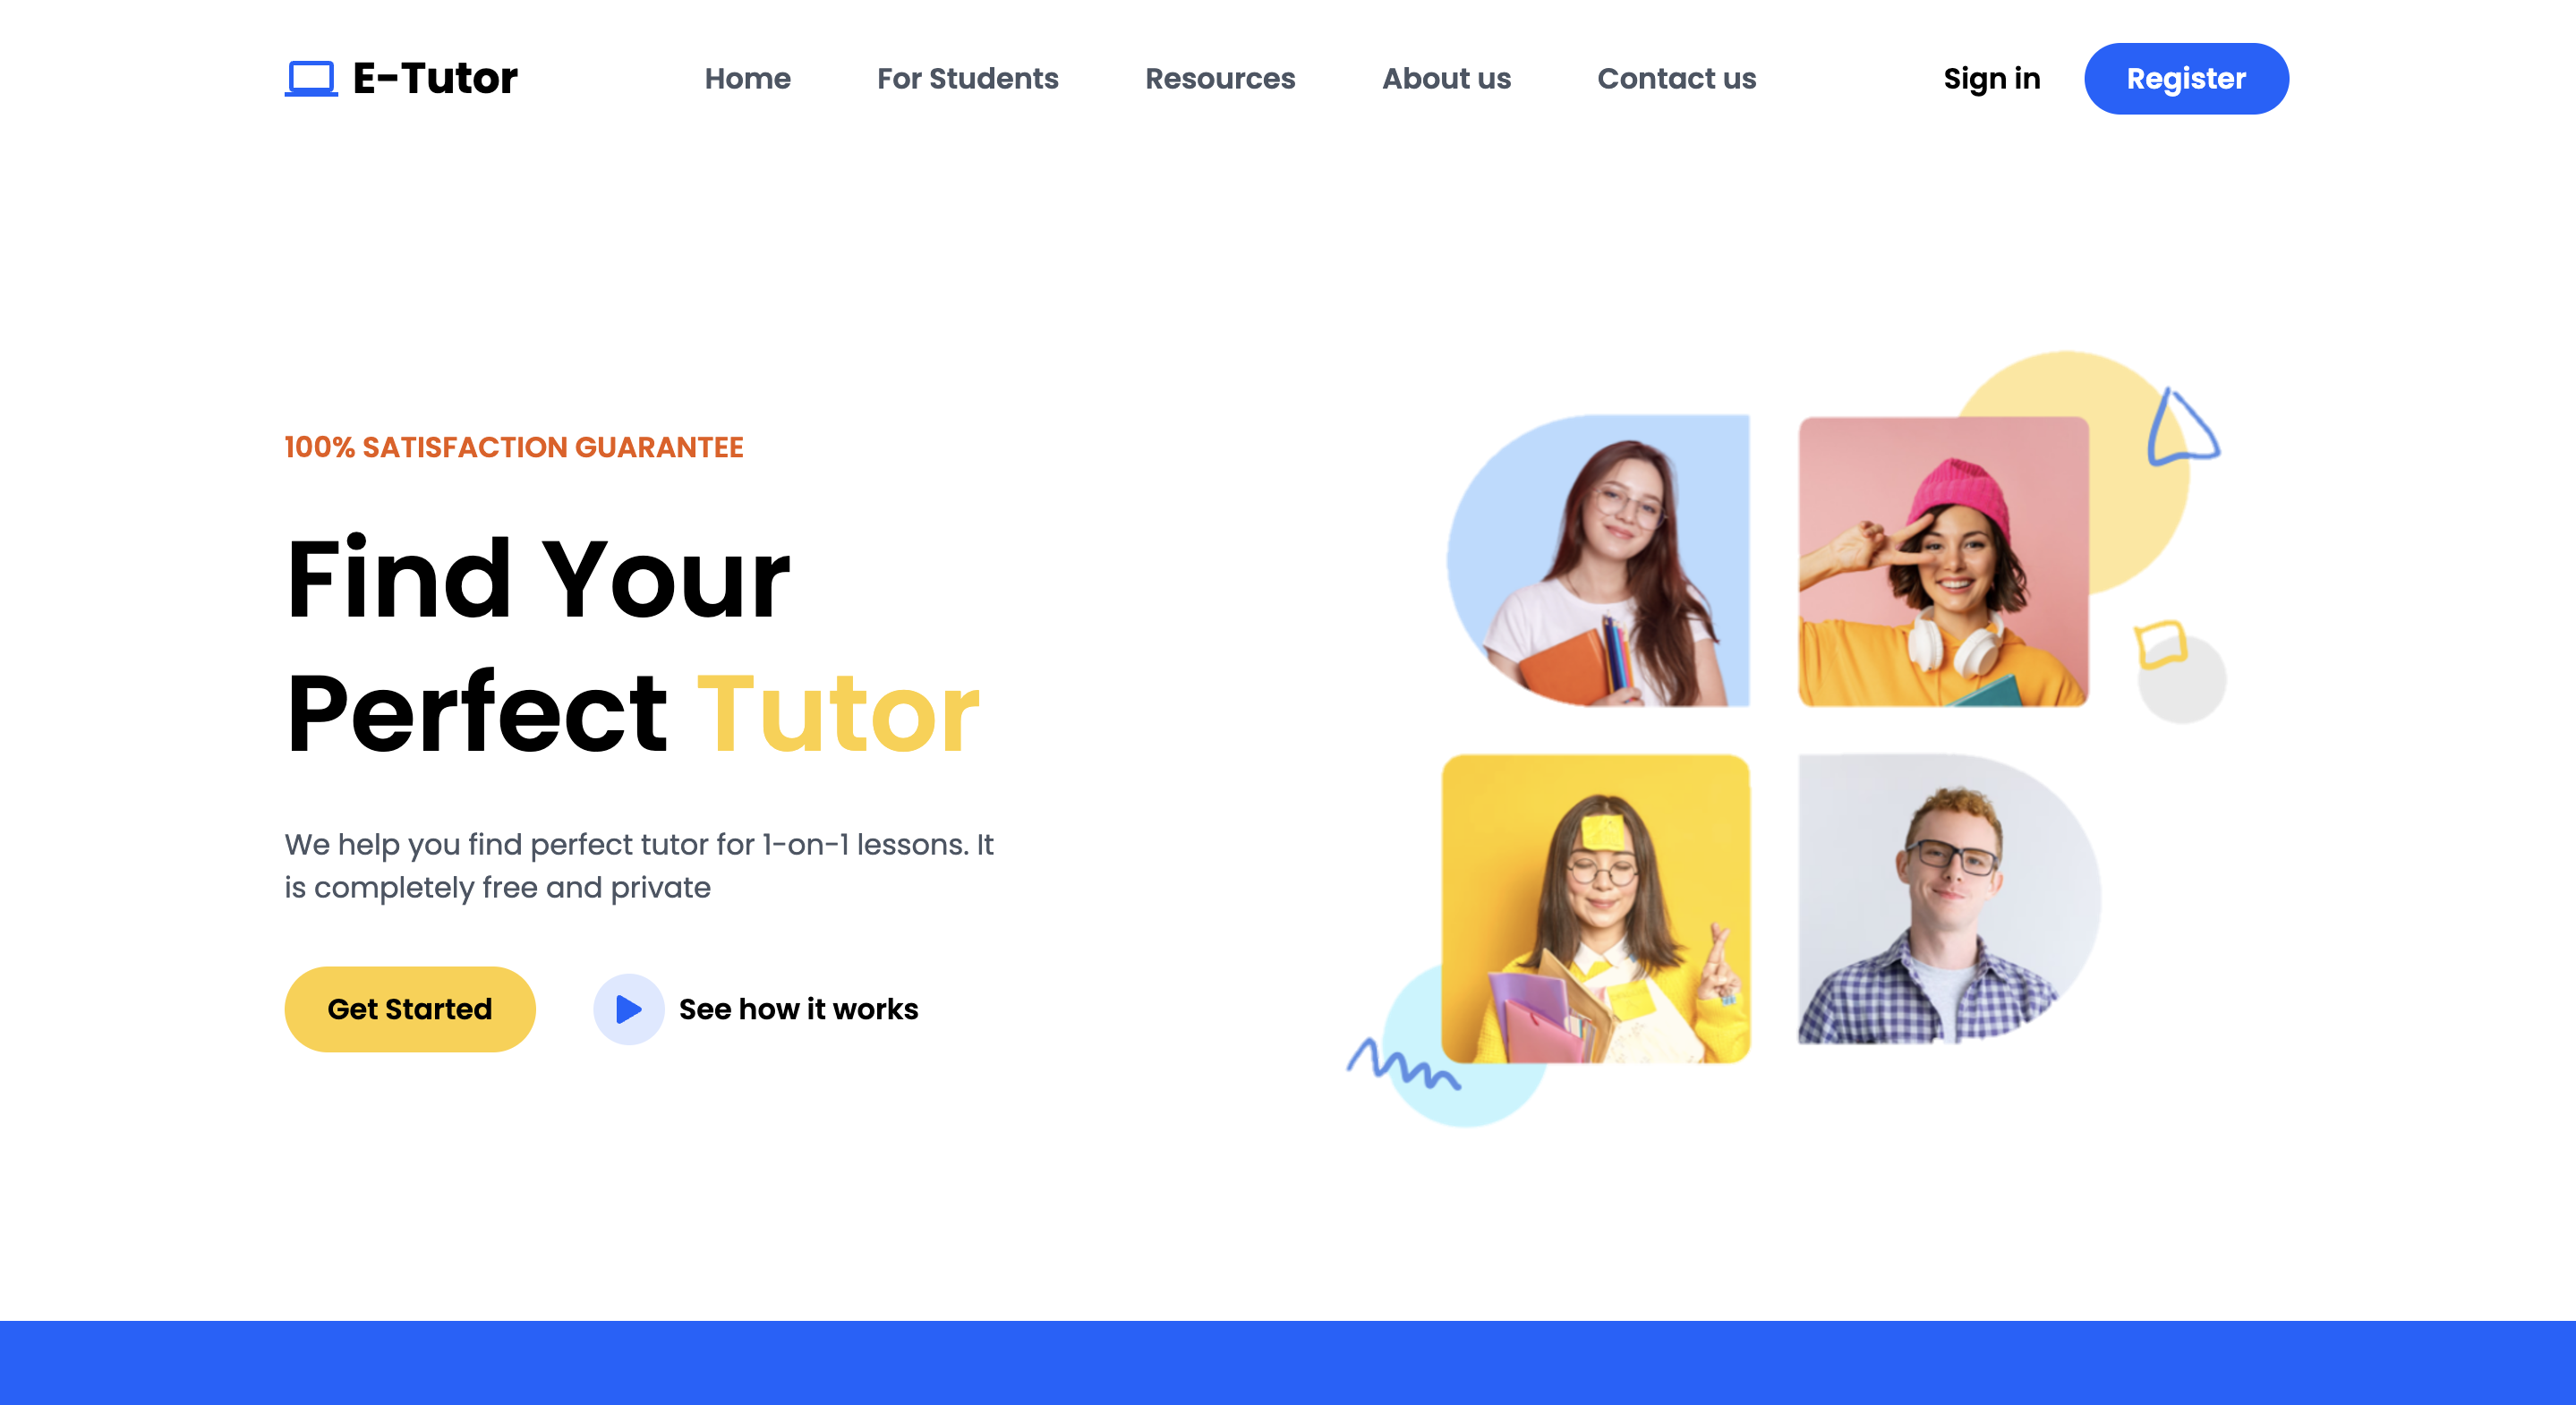 E-Tutor
Home
For Students
Resources
About us
Contact us
Sign in
Register
100% SATISFACTION GUARANTEE
Find Your
Perfect Tutor
We help you find perfect tutor for 1-on-1 lessons. It
is completely free and private
Get Started
See how it works